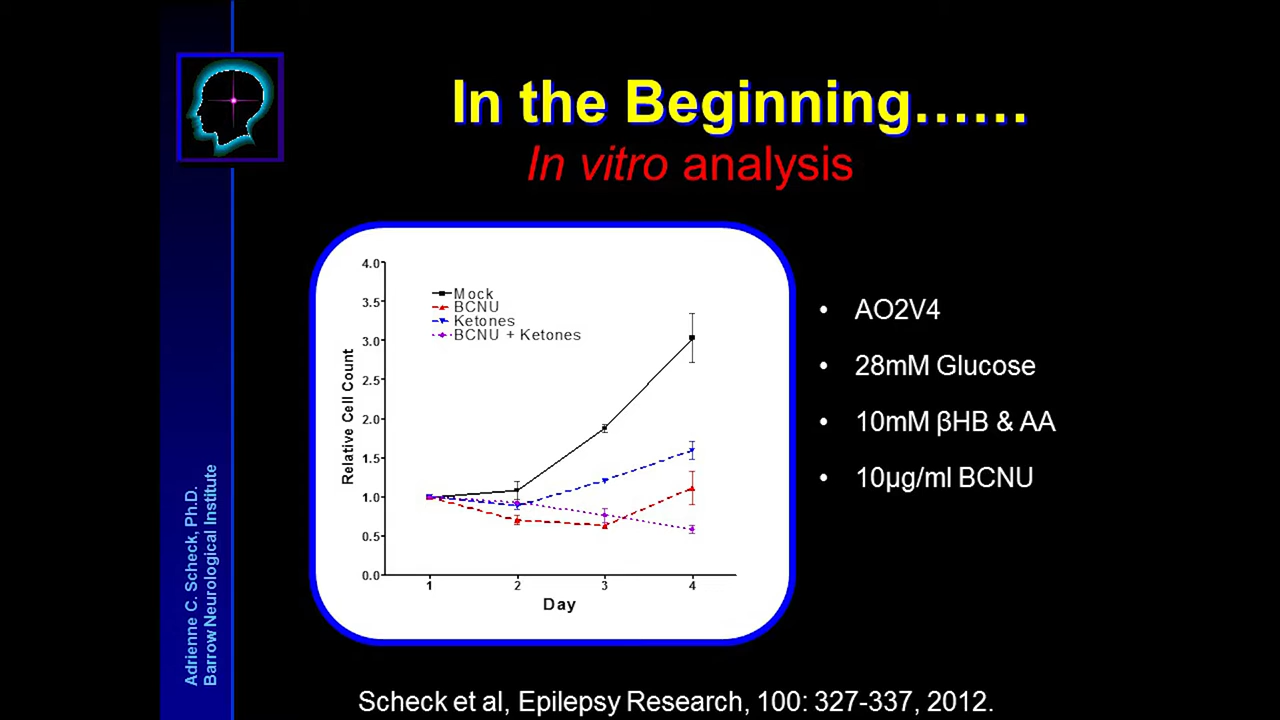 In the Beginning……
In vitro analysis
4.0
3.5
3.0
2.5
2.0
1.5
1.0
0.5
0.0
Relative Cell Count
Mock
BCNU
Ketones
BCNU + Ketones
1 2 3 4
Day
• AO2V4
• 28mM Glucose
• 10mM βHB & AA
• 10µg/ml BCNU
Adrienne C. Scheck, Ph.D.
Barrow Neurological Institute
Scheck et al, Epilepsy Research, 100: 327-337, 2012.